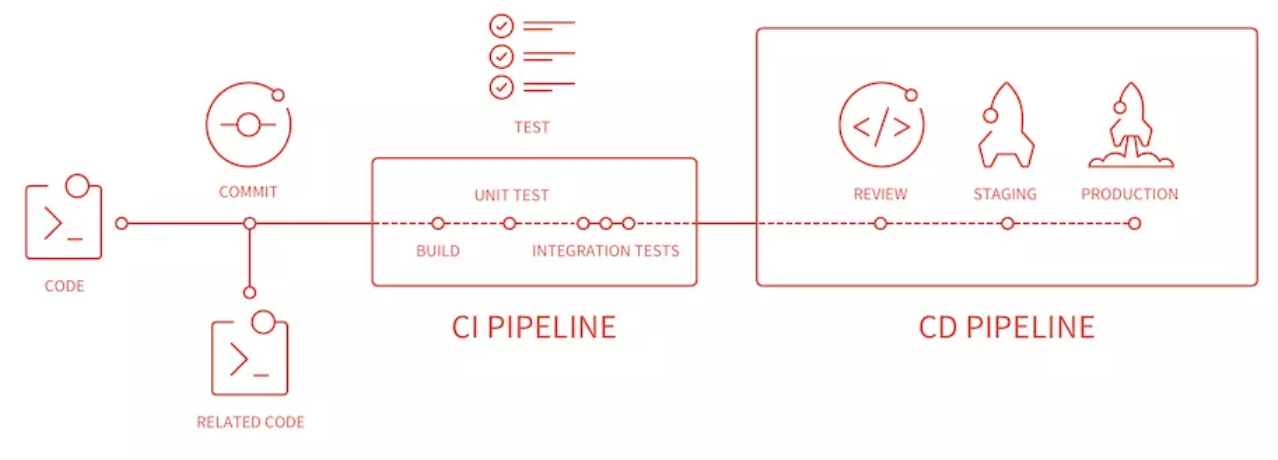 TEST
COMMIT
CODE
RELATED CODE
UNIT TEST
BUILD
INTEGRATION TESTS
CI PIPELINE
REVIEW
STAGING
PRODUCTION
CD PIPELINE